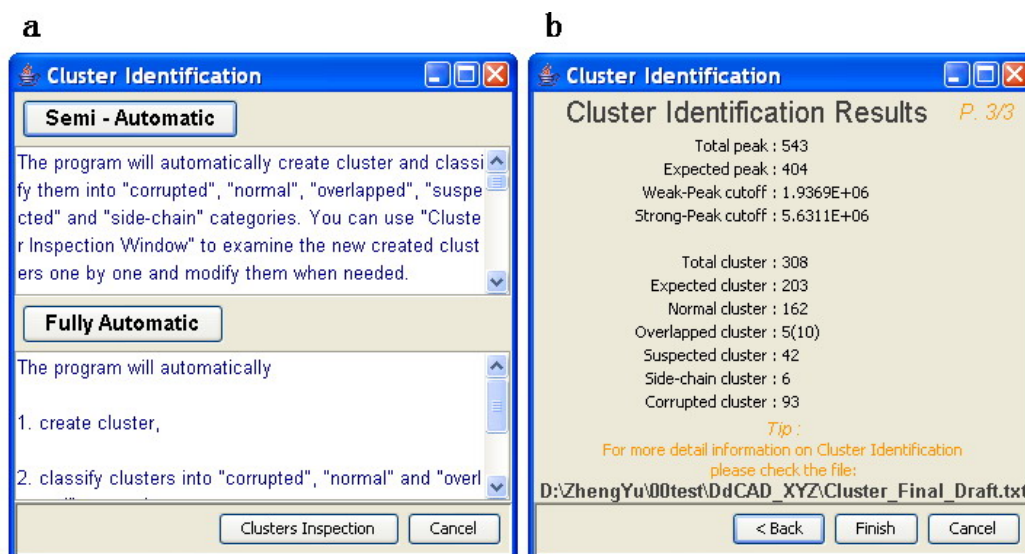 a
Cluster Identification
Semi - Automatic
The program will automatically create cluster and classi
fy them into "corrupted", "normal", "overlapped", "suspe
cted" and "side-chain" categories. You can use "Cluste
r Inspection Window" to examine the new created clust
ers one by one and modify them when needed.
Fully Automatic
The program will automatically
1. create cluster,
2. classify clusters into "corrupted", "normal" and "overl
Clusters Inspection
Cancel
b
Cluster Identification
Cluster Identification Results P. 3/3
Total peak : 543
Expected peak : 404
Weak-Peak cutoff : 1.9369E+06
Strong-Peak cutoff : 5.6311E+06
Total cluster : 308
Expected cluster : 203
Normal cluster : 162
Overlapped cluster : 5(10)
Suspected cluster : 42
Side-chain cluster : 6
Corrupted cluster : 93
Tip :
For more detail information on Cluster Identification
please check the file:
D:\ZhengYu\00test\DdCAD_XYZ\Cluster_Final_Draft.txt
< Back
Finish
Cancel